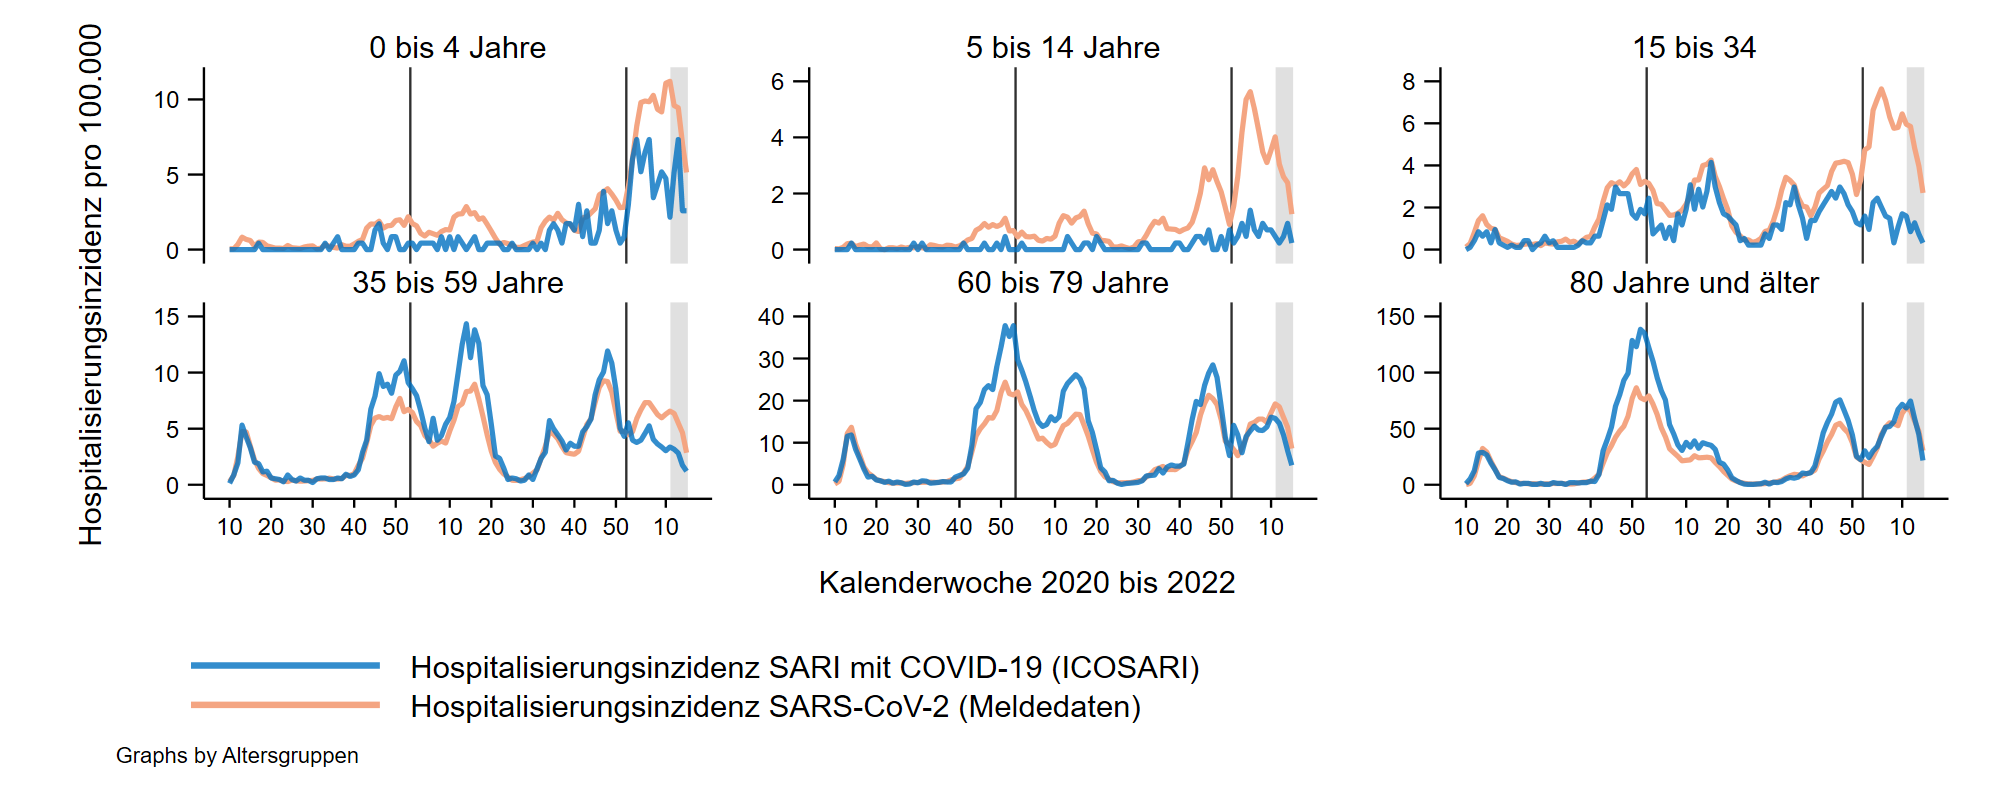 Hospitalisierungsinzidenz pro 100.000
0 bis 4 Jahre
10
5
0
5 bis 14 Jahre
6
4
2
0
15 bis 34
8
6
4
2
0
35 bis 59 Jahre
15
10
5
0
10 20 30 40 50 10 20 30 40 50 10
60 bis 79 Jahre
40
30
20
10
0
10 20 30 40 50 10 20 30 40 50 10
80 Jahre und älter
150
100
50
0
10 20 30 40 50 10 20 30 40 50 10
Kalenderwoche 2020 bis 2022
Hospitalisierungsinzidenz SARI mit COVID-19 (ICOSARI)
Hospitalisierungsinzidenz SARS-CoV-2 (Meldedaten)
Graphs by Altersgruppen